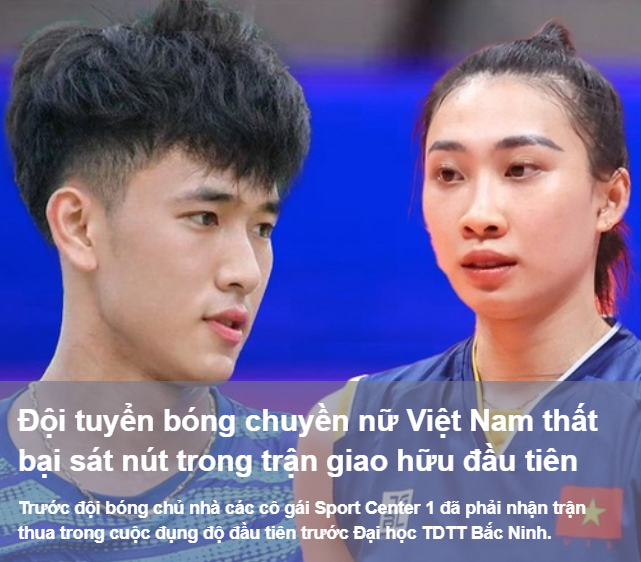 Đội tuyển bóng chuyền nữ Việt Nam thất
bại sát nút trong trận giao hữu đầu tiên
Trước đội bóng chủ nhà các cô gái Sport Center 1 đã phải nhận trận
thua trong cuộc đụng độ đầu tiên trước Đại học TDTT Bắc Ninh.